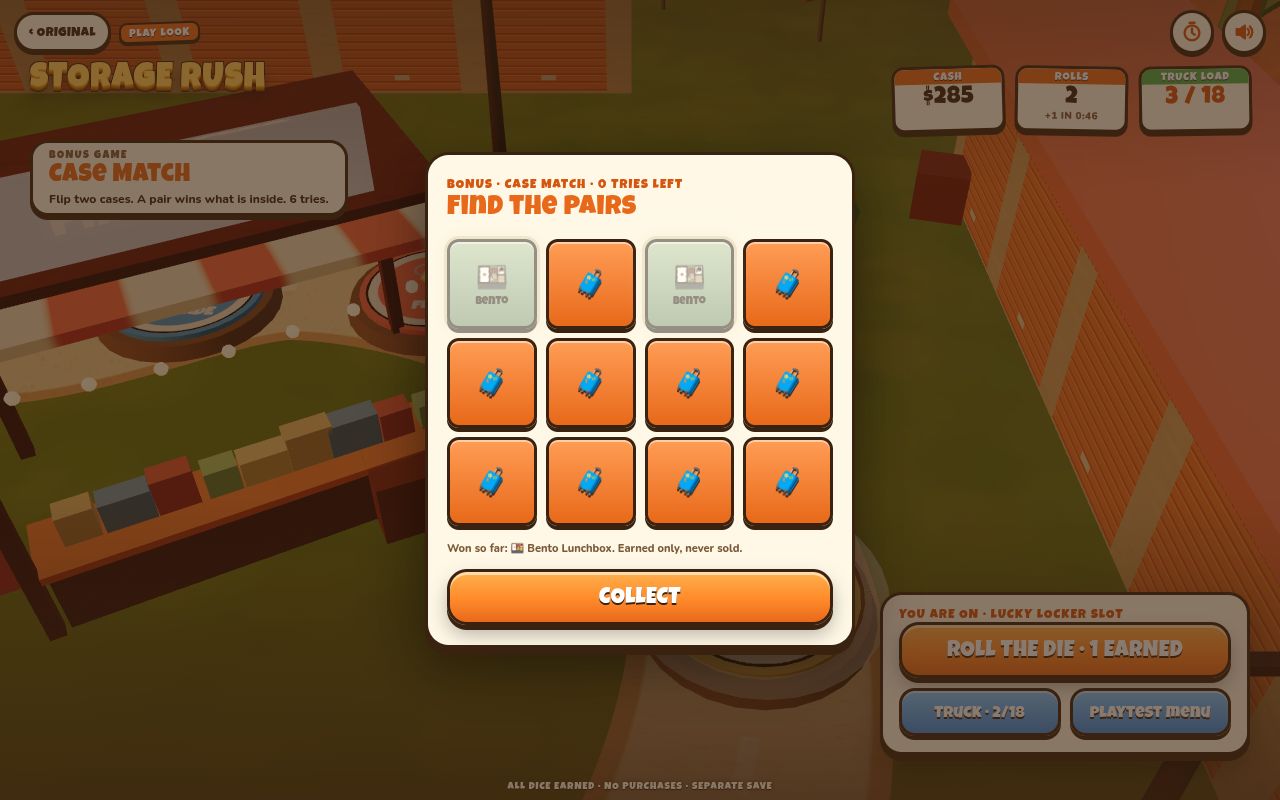 ‹ ORIGINAL
PLAY LOOK
STORAGE RUSH
BONUS GAME
CASE MATCH
Flip two cases. A pair wins what is inside. 6 tries.
CASH
$285
ROLLS
2
+1 IN 0:46
TRUCK LOAD
3 / 18
BONUS · CASE MATCH · 0 TRIES LEFT
FIND THE PAIRS
BENTO
BENTO
Won so far: 🍱 Bento Lunchbox. Earned only, never sold.
COLLECT
YOU ARE ON · LUCKY LOCKER SLOT
ROLL THE DIE · 1 EARNED
TRUCK · 2/18
PLAYTEST MENU
ALL DICE EARNED · NO PURCHASES · SEPARATE SAVE